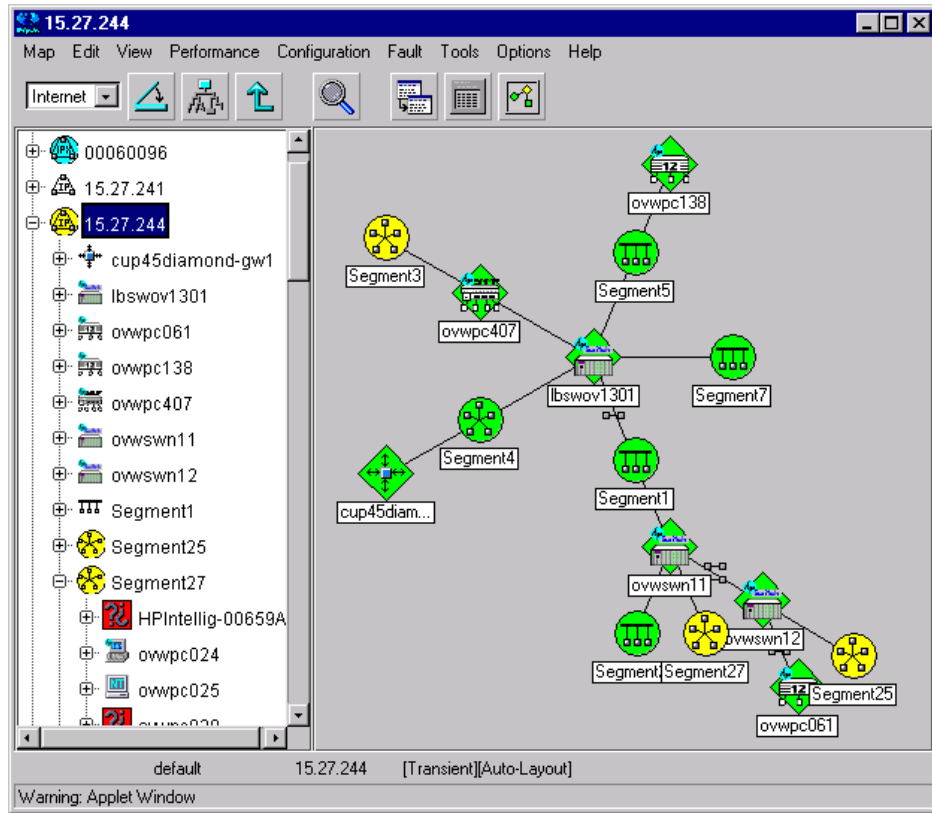 15.27.244
Map Edit View Performance Configuration Fault Tools Options Help
Internet
00060096
15.27.241
15.27.244
cup45diamond-gw1
lbswov1301
ovwpc061
ovwpc138
ovwpc407
ovwswn11
ovwswn12
Segment1
Segment25
Segment27
HPIntellig-00659A
ovwpc024
ovwpc025
ovwpc138
Segment3
Segment5
ovwpc407
lbswov1301
Segment7
Segment4
cup45diam...
Segment1
ovwswn11
ovwswn12
Segment
Segment27
Segment25
ovwpc061
default 15.27.244 [Transient][Auto-Layout]
Warning: Applet Window